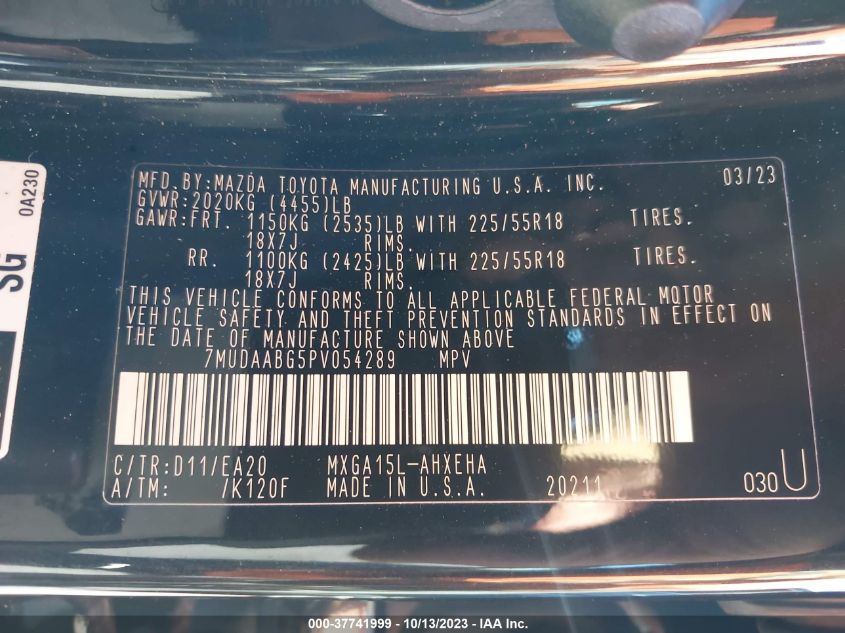 MFD.BY:MAZDA TOYOTA MANUFACTURING U.S.A. INC. 03/23
GVWR:2020KG (4455)LB
GAWR:FRT. 1150KG (2535)LB WITH 225/55R18 TIRES.
18X7J RIMS.
RR. 1100KG (2425)LB WITH 225/55R18 TIRES.
18X7J RIMS.
THIS VEHICLE CONFORMS TO ALL APPLICABLE FEDERAL MOTOR
VEHICLE SAFETY AND THEFT PREVENTION STANDARDS IN EFFECT ON
THE DATE OF MANUFACTURE SHOWN ABOVE
7MUDAABG5PV054289 MPV
C/TR:D11/EA20 MXGA15L-AHXEHA
A/TM: /K120F MADE IN U.S.A. 20211 030U
0A230
SG
000-37741999 - 10/13/2023 - IAA Inc.